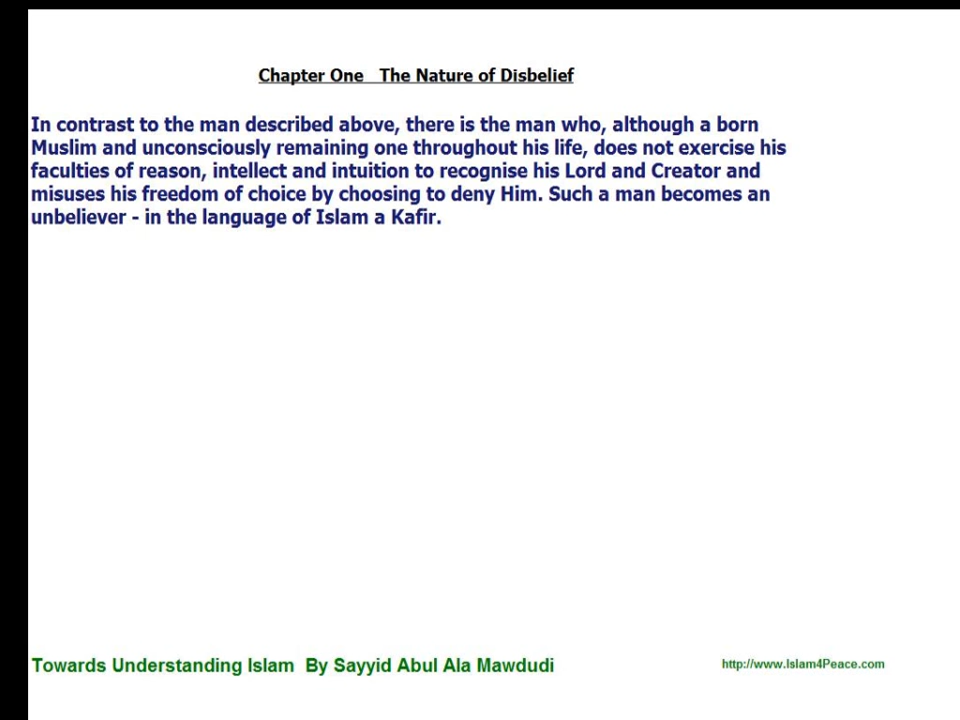 Chapter One   The Nature of Disbelief
In contrast to the man described above, there is the man who, although a born
Muslim and unconsciously remaining one throughout his life, does not exercise his
faculties of reason, intellect and intuition to recognise his Lord and Creator and
misuses his freedom of choice by choosing to deny Him. Such a man becomes an
unbeliever - in the language of Islam a Kafir.
Towards Understanding Islam  By Sayyid Abul Ala Mawdudi
http://www.Islam4Peace.com